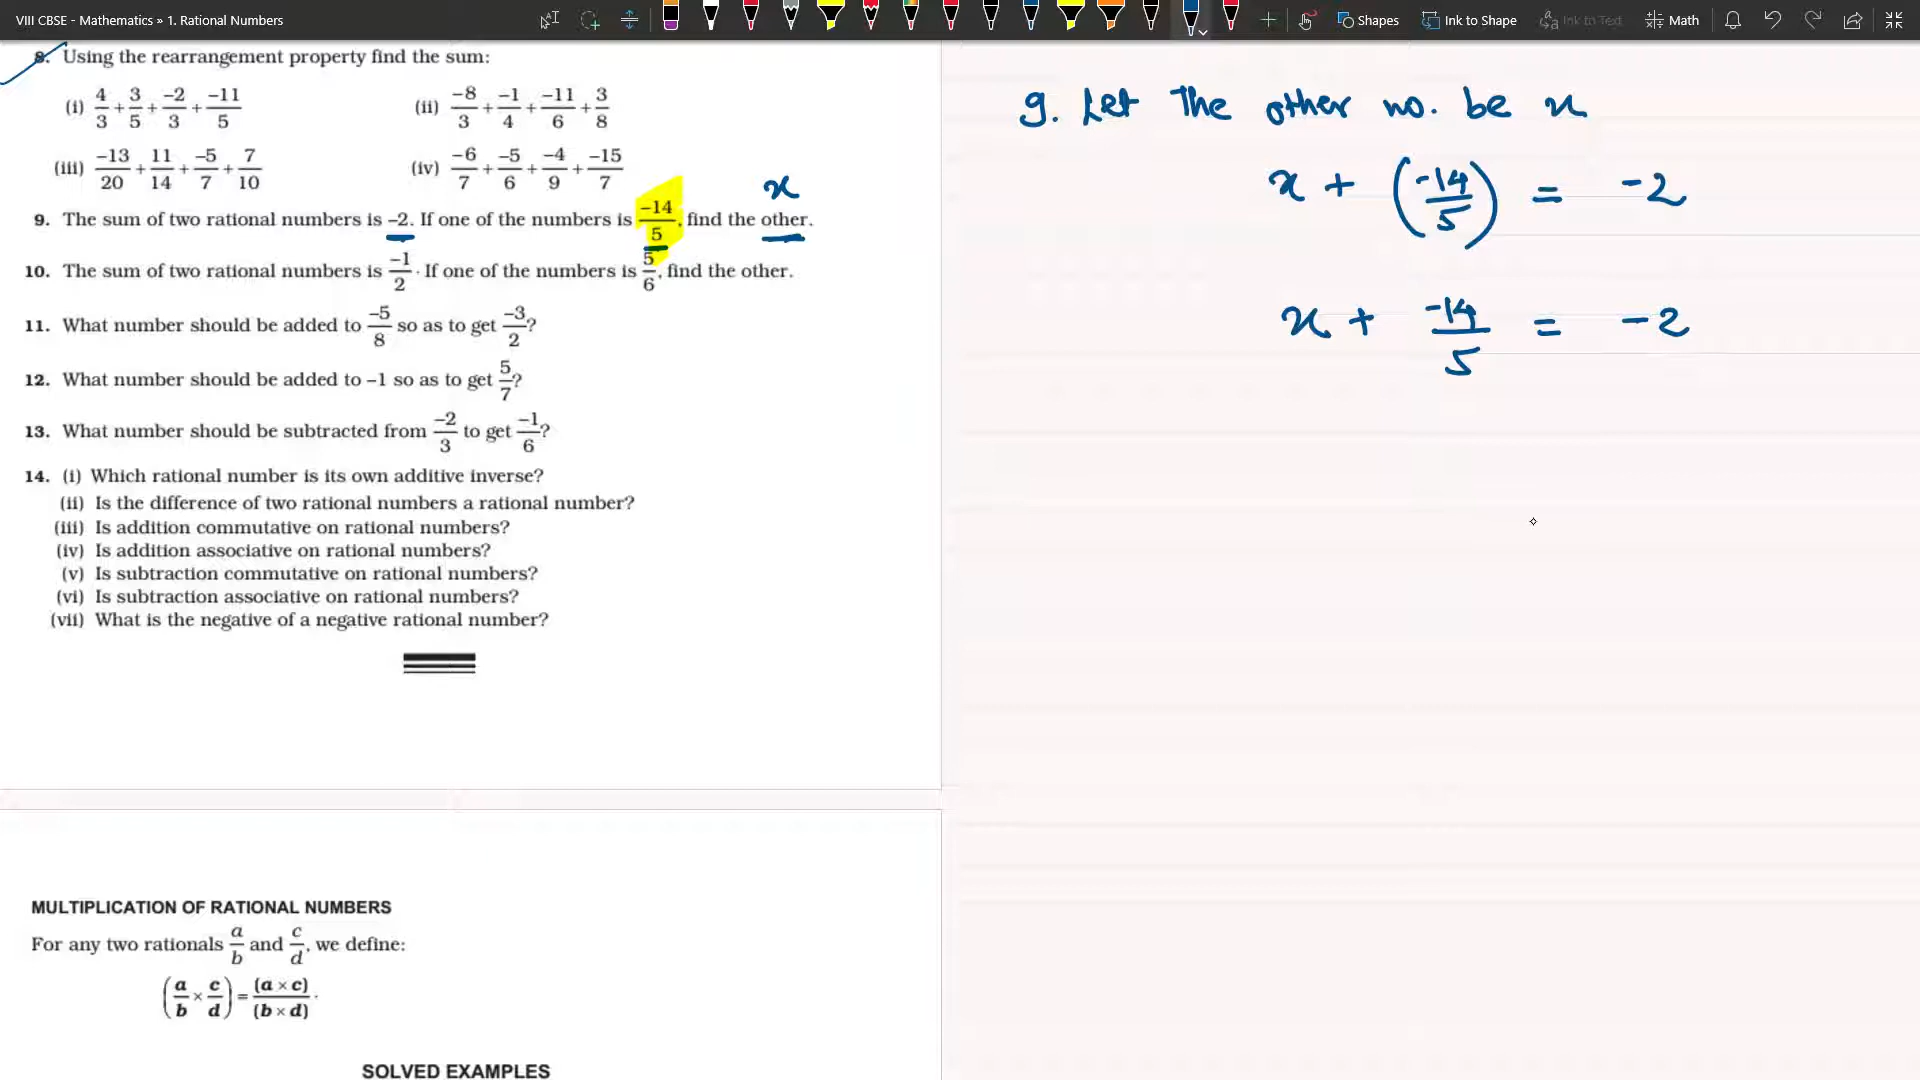 VIII CBSE - Mathematics » 1. Rational Numbers
Shapes
Ink to Shape
Ink to Text
Math
8. Using the rearrangement property find the sum:
(i) 4/3 + 3/5 + -2/3 + -11/5
(ii) -8/3 + -1/4 + -11/6 + 3/8
(iii) -13/20 + 11/14 + -5/7 + 7/10
(iv) -6/7 + -5/6 + -4/9 + -15/7
x
9. The sum of two rational numbers is –2. If one of the numbers is -14/5, find the other.
10. The sum of two rational numbers is -1/2. If one of the numbers is 5/6, find the other.
11. What number should be added to -5/8 so as to get -3/2?
12. What number should be added to –1 so as to get 5/7?
13. What number should be subtracted from -2/3 to get -1/6?
14. (i) Which rational number is its own additive inverse?
(ii) Is the difference of two rational numbers a rational number?
(iii) Is addition commutative on rational numbers?
(iv) Is addition associative on rational numbers?
(v) Is subtraction commutative on rational numbers?
(vi) Is subtraction associative on rational numbers?
(vii) What is the negative of a negative rational number?
MULTIPLICATION OF RATIONAL NUMBERS
For any two rationals a/b and c/d, we define:
(a/b × c/d) = (a × c)/(b × d).
SOLVED EXAMPLES
9. Let The other no. be x
x + (-14/5) = -2
x + -14/5 = -2